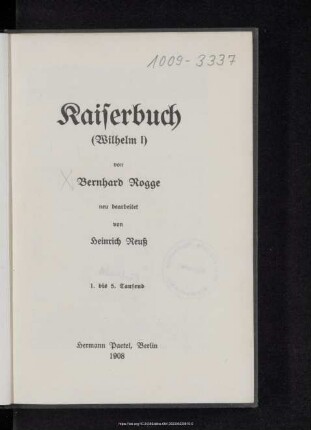 1009-3337
Kaiserbuch
(Wilhelm I)
von
Bernhard Rogge
neu bearbeitet
von
Heinrich Reuß
1. bis 5. Tausend
Hermann Paetel, Berlin
1908